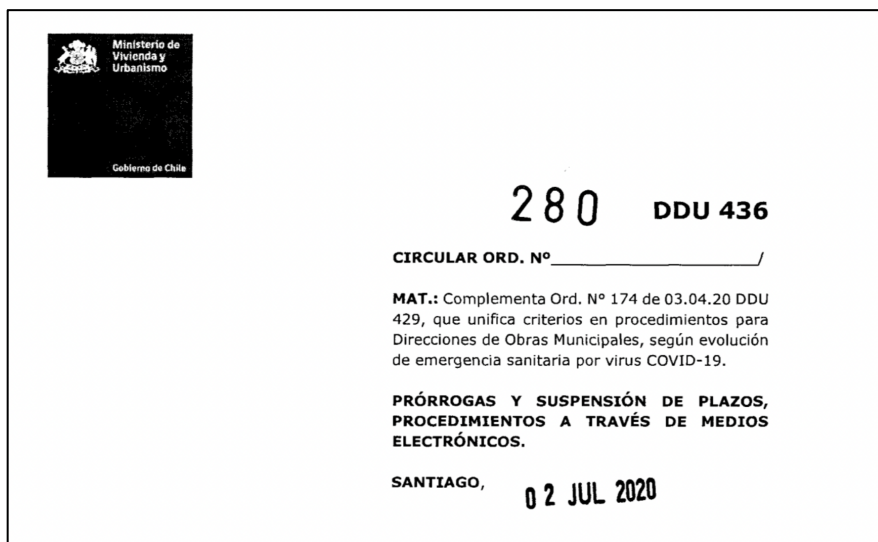 Ministerio de
Vivienda y
Urbanismo
Gobierno de Chile
280 DDU 436
CIRCULAR ORD. Nº____________________/
MAT.: Complementa Ord. Nº 174 de 03.04.20 DDU
429, que unifica criterios en procedimientos para
Direcciones de Obras Municipales, según evolución
de emergencia sanitaria por virus COVID-19.
PRÓRROGAS Y SUSPENSIÓN DE PLAZOS,
PROCEDIMIENTOS A TRAVÉS DE MEDIOS
ELECTRÓNICOS.
SANTIAGO, 02 JUL 2020